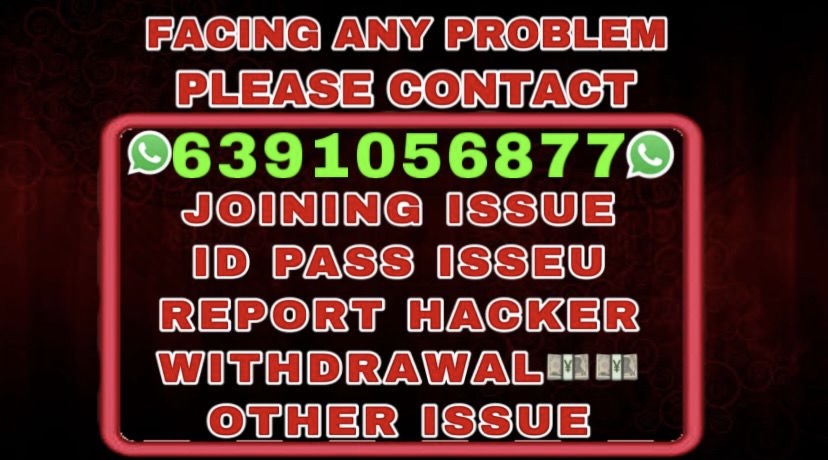 FACING ANY PROBLEM
PLEASE CONTACT
6391056877
JOINING ISSUE
ID PASS ISSEU
REPORT HACKER
WITHDRAWAL💴💴
OTHER ISSUE